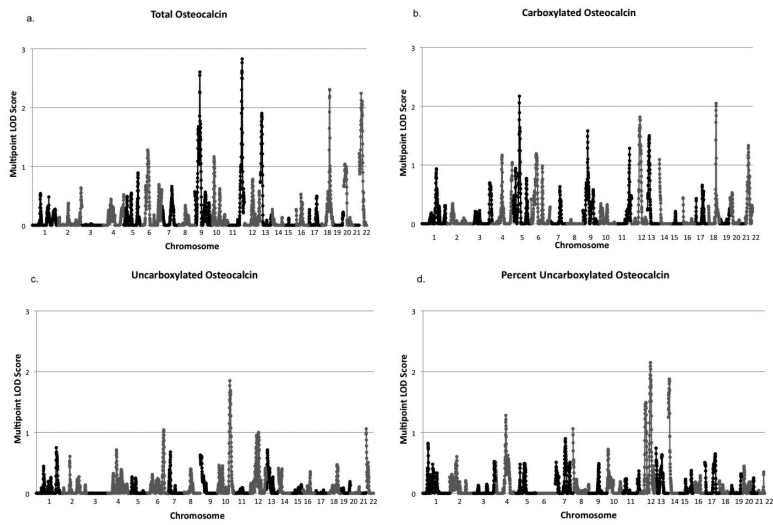 a.
Total Osteocalcin
3
2
1
0
Multipoint LOD Score
1 2 3 4 5 6 7 8 9 10 11 12 13 14 15 16 17 18 19 20 21 22
Chromosome
b.
Carboxylated Osteocalcin
3
2
1
0
Multipoint LOD Score
1 2 3 4 5 6 7 8 9 10 11 12 13 14 15 16 17 18 19 20 21 22
Chromosome
c.
Uncarboxylated Osteocalcin
3
2
1
0
Multipoint LOD Score
1 2 3 4 5 6 7 8 9 10 11 12 13 14 15 16 17 18 19 20 21 22
Chromosome
d.
Percent Uncarboxylated Osteocalcin
3
2
1
0
Multipoint LOD Score
1 2 3 4 5 6 7 8 9 10 11 12 13 14 15 16 17 18 19 20 21 22
Chromosome